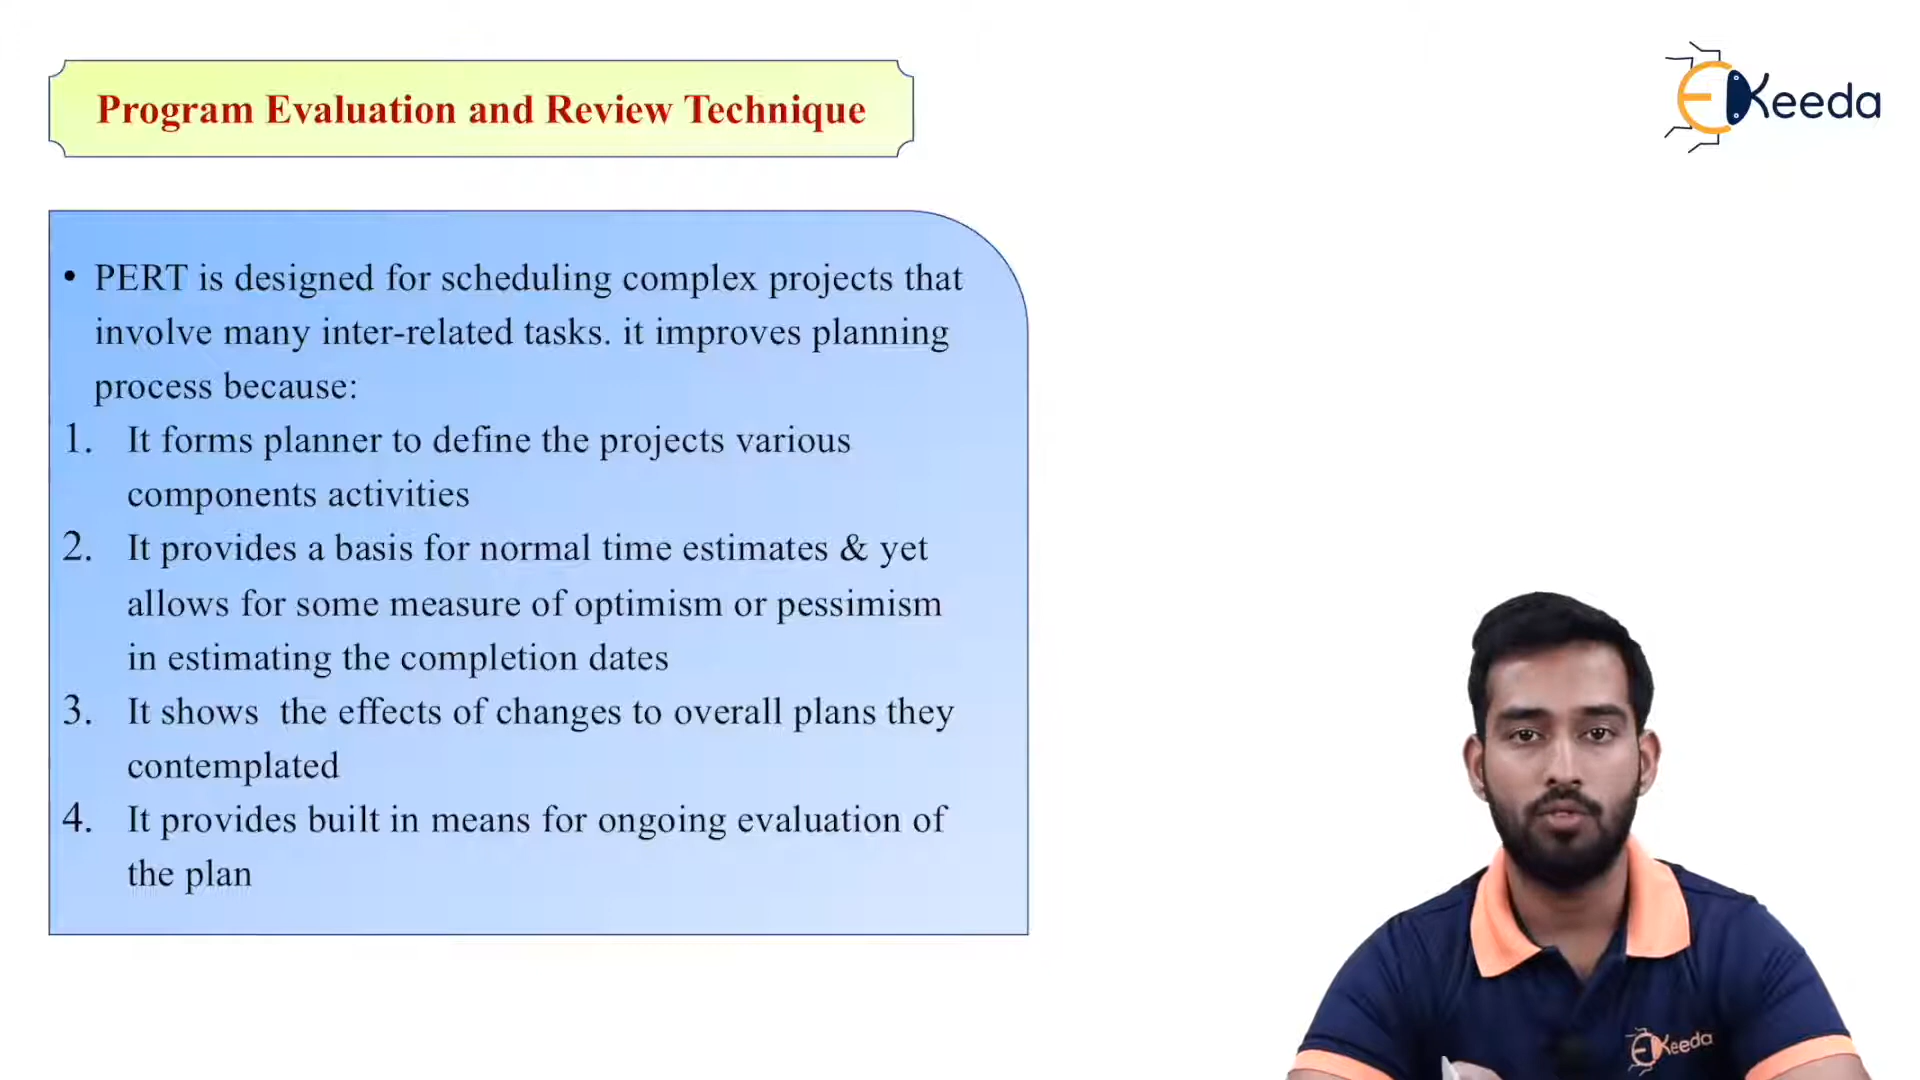 Program Evaluation and Review Technique
EKeeda
• PERT is designed for scheduling complex projects that
involve many inter-related tasks. it improves planning
process because:
1. It forms planner to define the projects various
components activities
2. It provides a basis for normal time estimates & yet
allows for some measure of optimism or pessimism
in estimating the completion dates
3. It shows the effects of changes to overall plans they
contemplated
4. It provides built in means for ongoing evaluation of
the plan
EKeeda